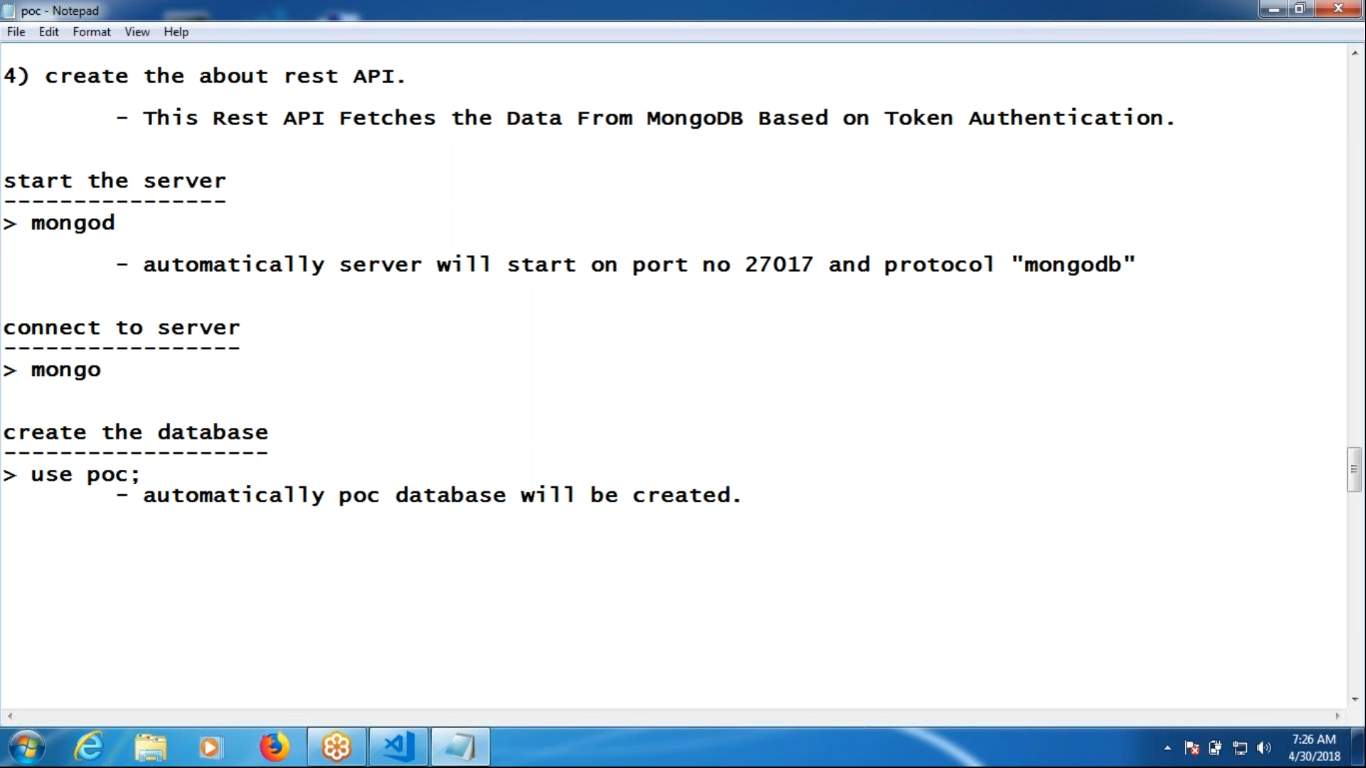 poc - Notepad
File Edit Format View Help
4) create the about rest API.
- This Rest API Fetches the Data From MongoDB Based on Token Authentication.
start the server
----------------
> mongod
- automatically server will start on port no 27017 and protocol "mongodb"
connect to server
-----------------
> mongo
create the database
-------------------
> use poc;
- automatically poc database will be created.
7:26 AM
4/30/2018